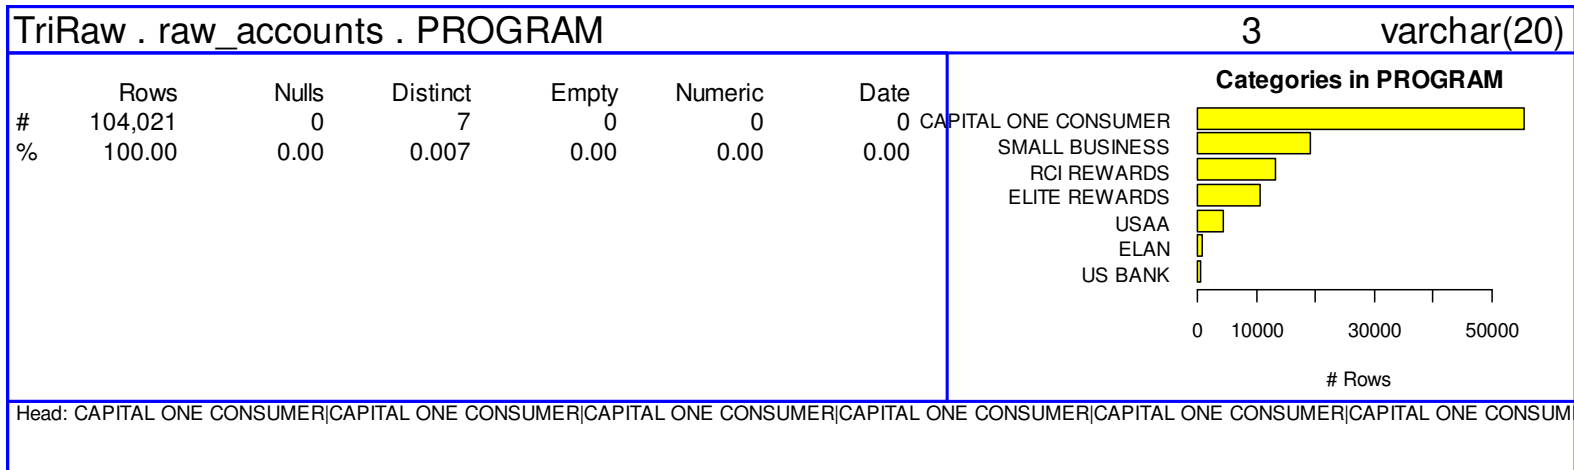 TriRaw . raw_accounts . PROGRAM 3 varchar(20)
Rows Nulls Distinct Empty Numeric Date
# 104,021 0 7 0 0 0
% 100.00 0.00 0.007 0.00 0.00 0.00
Categories in PROGRAM
CAPITAL ONE CONSUMER
SMALL BUSINESS
RCI REWARDS
ELITE REWARDS
USAA
ELAN
US BANK
0 10000 30000 50000
# Rows
Head: CAPITAL ONE CONSUMER|CAPITAL ONE CONSUMER|CAPITAL ONE CONSUMER|CAPITAL ONE CONSUMER|CAPITAL ONE CONSUMER|CAPITAL ONE CONSUM